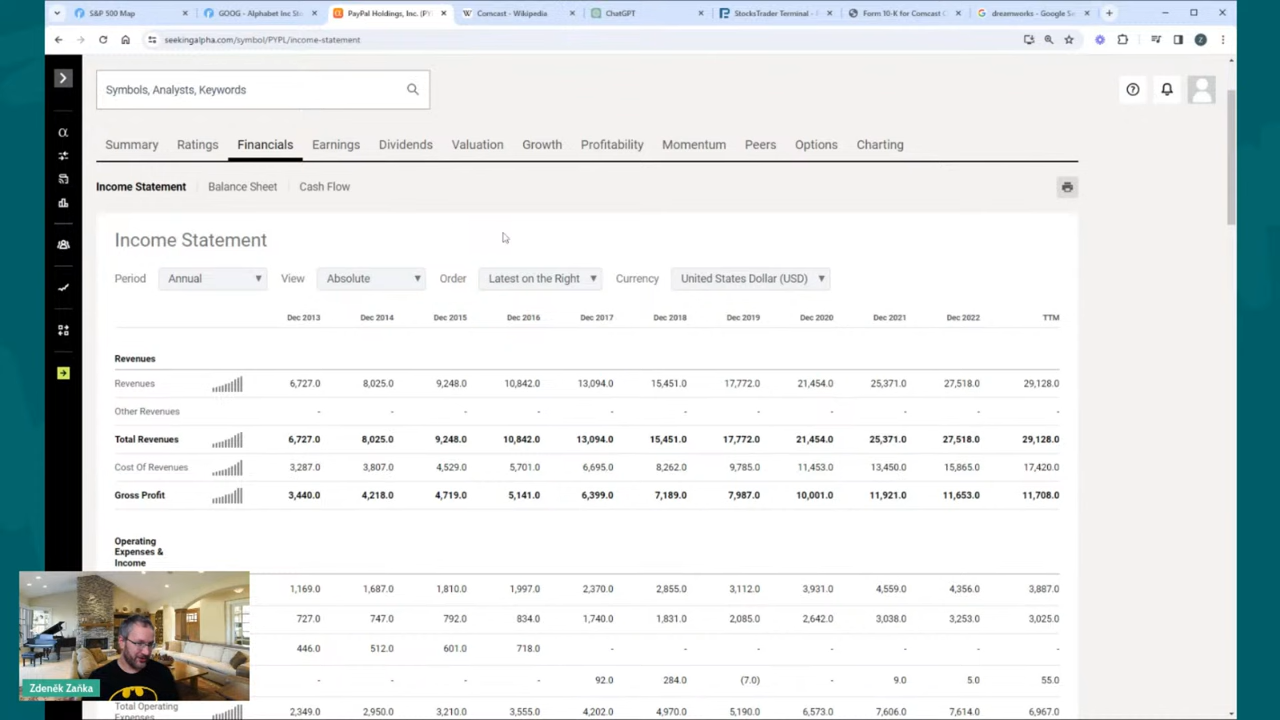 S&P 500 Map
GOOG - Alphabet Inc Sto
PayPal Holdings, Inc. (PY
Comcast - Wikipedia
ChatGPT
StocksTrader Terminal - A
Form 10-K for Comcast C
dreamworks - Google Se
seekingalpha.com/symbol/PYPL/income-statement
Z
Symbols, Analysts, Keywords
Summary Ratings Financials Earnings Dividends Valuation Growth Profitability Momentum Peers Options Charting
Income Statement Balance Sheet Cash Flow
Income Statement
Period Annual View Absolute Order Latest on the Right Currency United States Dollar (USD)
Dec 2013 Dec 2014 Dec 2015 Dec 2016 Dec 2017 Dec 2018 Dec 2019 Dec 2020 Dec 2021 Dec 2022 TTM
Revenues
Revenues 6,727.0 8,025.0 9,248.0 10,842.0 13,094.0 15,451.0 17,772.0 21,454.0 25,371.0 27,518.0 29,128.0
Other Revenues - - - - - - - - - - -
Total Revenues 6,727.0 8,025.0 9,248.0 10,842.0 13,094.0 15,451.0 17,772.0 21,454.0 25,371.0 27,518.0 29,128.0
Cost Of Revenues 3,287.0 3,807.0 4,529.0 5,701.0 6,695.0 8,262.0 9,785.0 11,453.0 13,450.0 15,865.0 17,420.0
Gross Profit 3,440.0 4,218.0 4,719.0 5,141.0 6,399.0 7,189.0 7,987.0 10,001.0 11,921.0 11,653.0 11,708.0
Operating
Expenses &
Income
1,169.0 1,687.0 1,810.0 1,997.0 2,370.0 2,855.0 3,112.0 3,931.0 4,559.0 4,356.0 3,887.0
727.0 747.0 792.0 834.0 1,740.0 1,831.0 2,085.0 2,642.0 3,038.0 3,253.0 3,025.0
446.0 512.0 601.0 718.0 - - - - - - -
- - - - 92.0 284.0 (7.0) - 9.0 5.0 55.0
Total Operating
Expenses 2,349.0 2,950.0 3,210.0 3,555.0 4,202.0 4,970.0 5,190.0 6,573.0 7,606.0 7,614.0 6,967.0
Zdeněk Zaňka